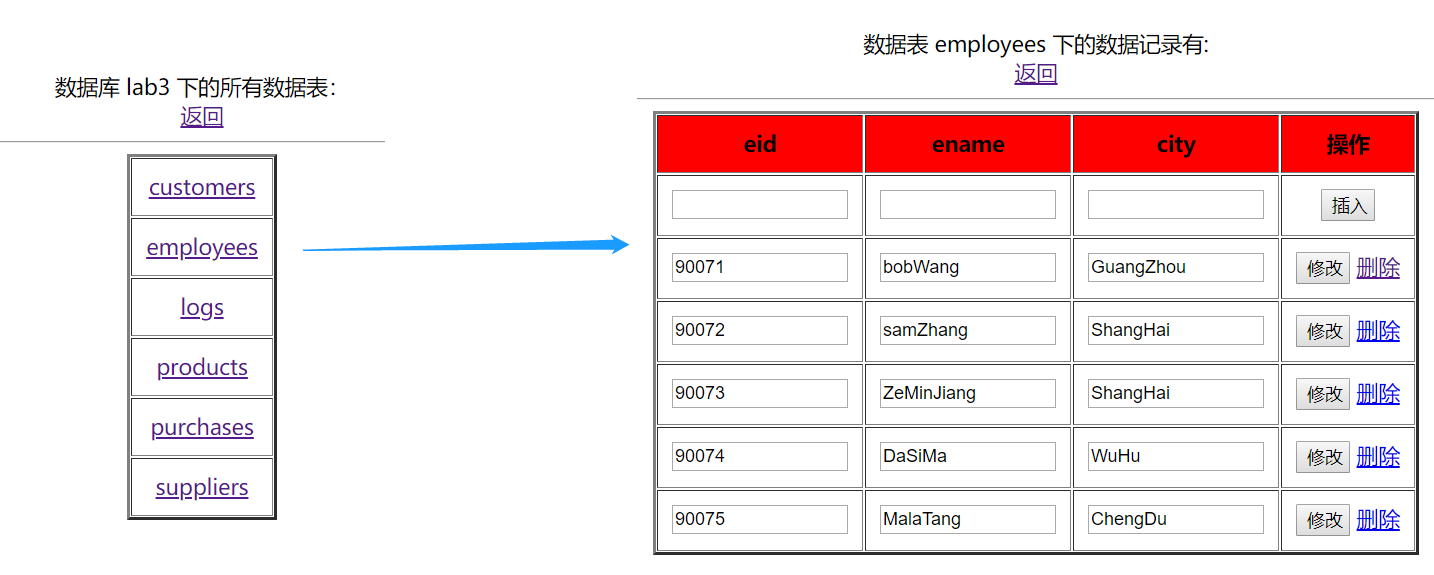 数据库 lab3 下的所有数据表:
返回
customers
employees
logs
products
purchases
suppliers
数据表 employees 下的数据记录有:
返回
eid ename city 操作
插入
90071 bobWang GuangZhou 修改 删除
90072 samZhang ShangHai 修改 删除
90073 ZeMinJiang ShangHai 修改 删除
90074 DaSiMa WuHu 修改 删除
90075 MalaTang ChengDu 修改 删除